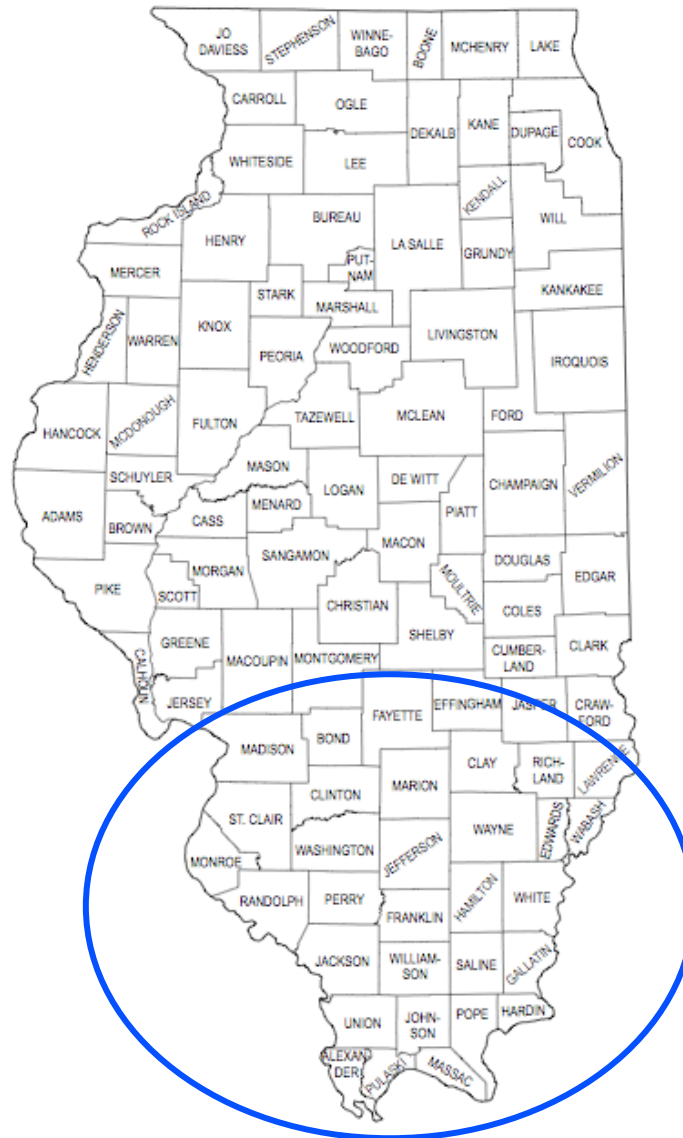 JO
DAVIESS
STEPHENSON
WINNE-
BAGO
BOONE
MCHENRY
LAKE
CARROLL
OGLE
DEKALB
KANE
DUPAGE
COOK
WHITESIDE
LEE
KENDALL
ROCK ISLAND
HENRY
BUREAU
LA SALLE
WILL
GRUNDY
PUT-
NAM
MERCER
STARK
MARSHALL
KANKAKEE
HENDERSON
WARREN
KNOX
PEORIA
WOODFORD
LIVINGSTON
IROQUOIS
HANCOCK
MCDONOUGH
FULTON
TAZEWELL
MCLEAN
FORD
SCHUYLER
MASON
LOGAN
DE WITT
CHAMPAIGN
VERMILION
ADAMS
BROWN
CASS
MENARD
PIATT
MACON
SANGAMON
DOUGLAS
EDGAR
PIKE
SCOTT
MORGAN
CHRISTIAN
MOULTRIE
COLES
GREENE
SHELBY
CUMBER-
LAND
CLARK
CALHOUN
MACOUPIN
MONTGOMERY
JERSEY
FAYETTE
EFFINGHAM
JASPER
CRAW-
FORD
MADISON
BOND
CLAY
RICH-
LAND
LAWRENCE
CLINTON
MARION
ST. CLAIR
WAYNE
EDWARDS
WABASH
MONROE
WASHINGTON
JEFFERSON
RANDOLPH
PERRY
FRANKLIN
HAMILTON
WHITE
JACKSON
WILLIAM-
SON
SALINE
GALLATIN
UNION
JOHN-
SON
POPE
HARDIN
ALEXAN
DER
PULASKI
MASSAC